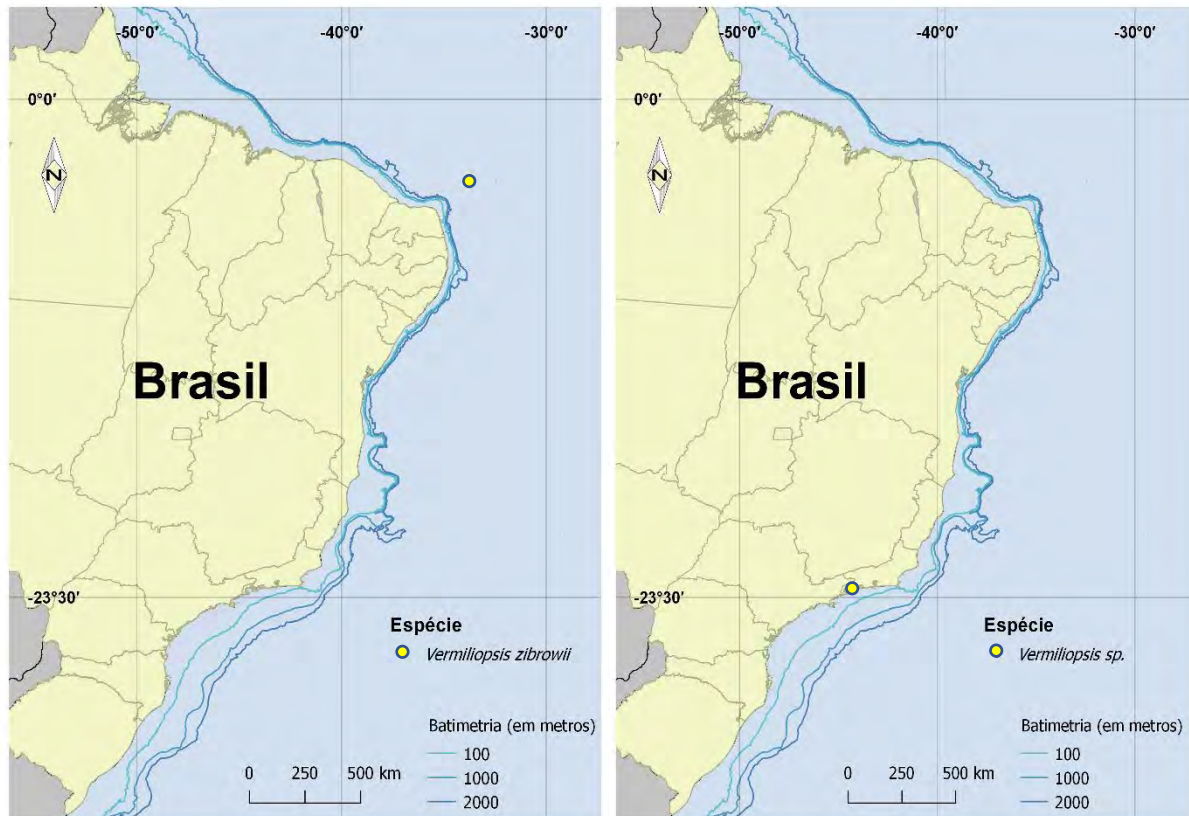 -50°0′ -40°0′ -30°0′
0°0′
N
Brasil
-23°30′
Espécie
Vermiliopsis zibrowii
Batimetria (em metros)
100
1000
2000
0 250 500 km
-50°0′ -40°0′ -30°0′
0°0′
N
Brasil
-23°30′
Espécie
Vermiliopsis sp.
Batimetria (em metros)
100
1000
2000
0 250 500 km